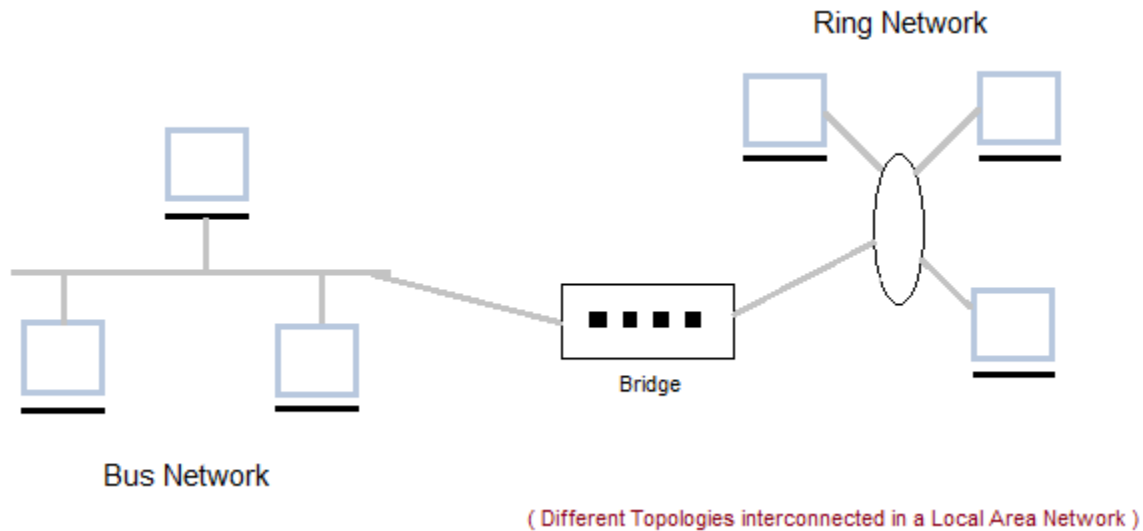 Ring Network
Bridge
Bus Network
( Different Topologies interconnected in a Local Area Network )